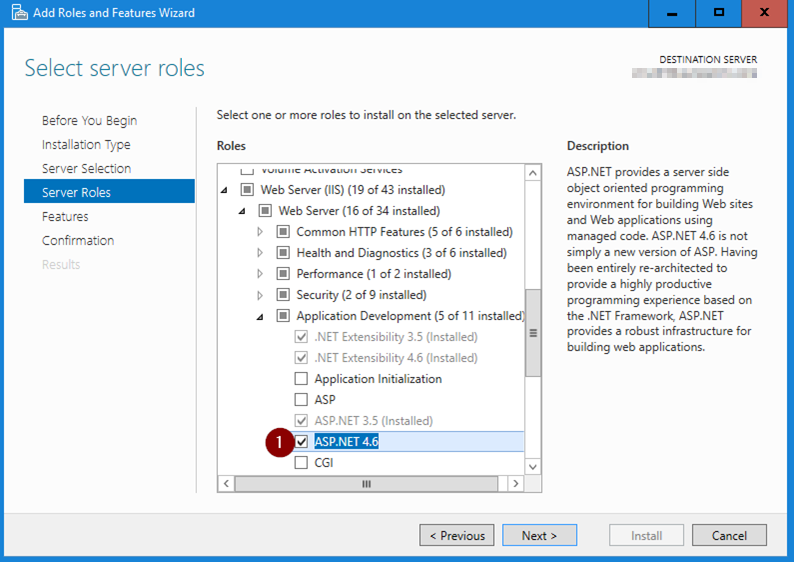 Add Roles and Features Wizard
Select server roles
DESTINATION SERVER
Before You Begin
Installation Type
Server Selection
Server Roles
Features
Confirmation
Results
Select one or more roles to install on the selected server.
Roles
Volume Activation Services
Web Server (IIS) (19 of 43 installed)
Web Server (16 of 34 installed)
Common HTTP Features (5 of 6 installed)
Health and Diagnostics (3 of 6 installed)
Performance (1 of 2 installed)
Security (2 of 9 installed)
Application Development (5 of 11 installed)
.NET Extensibility 3.5 (Installed)
.NET Extensibility 4.6 (Installed)
Application Initialization
ASP
ASP.NET 3.5 (Installed)
1 ASP.NET 4.6
CGI
Description
ASP.NET provides a server side
object oriented programming
environment for building Web sites
and Web applications using
managed code. ASP.NET 4.6 is not
simply a new version of ASP. Having
been entirely re-architected to
provide a highly productive
programming experience based on
the .NET Framework, ASP.NET
provides a robust infrastructure for
building web applications.
< Previous
Next >
Install
Cancel